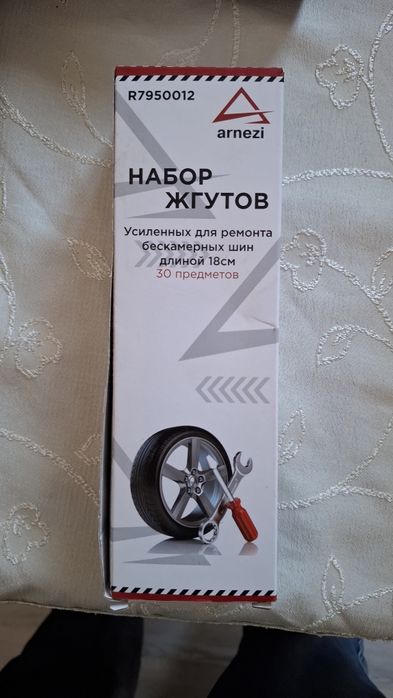 R7950012
arnezi
НАБОР
ЖГУТОВ
Усиленных для ремонта
бескамерных шин
длиной 18см
30 предметов